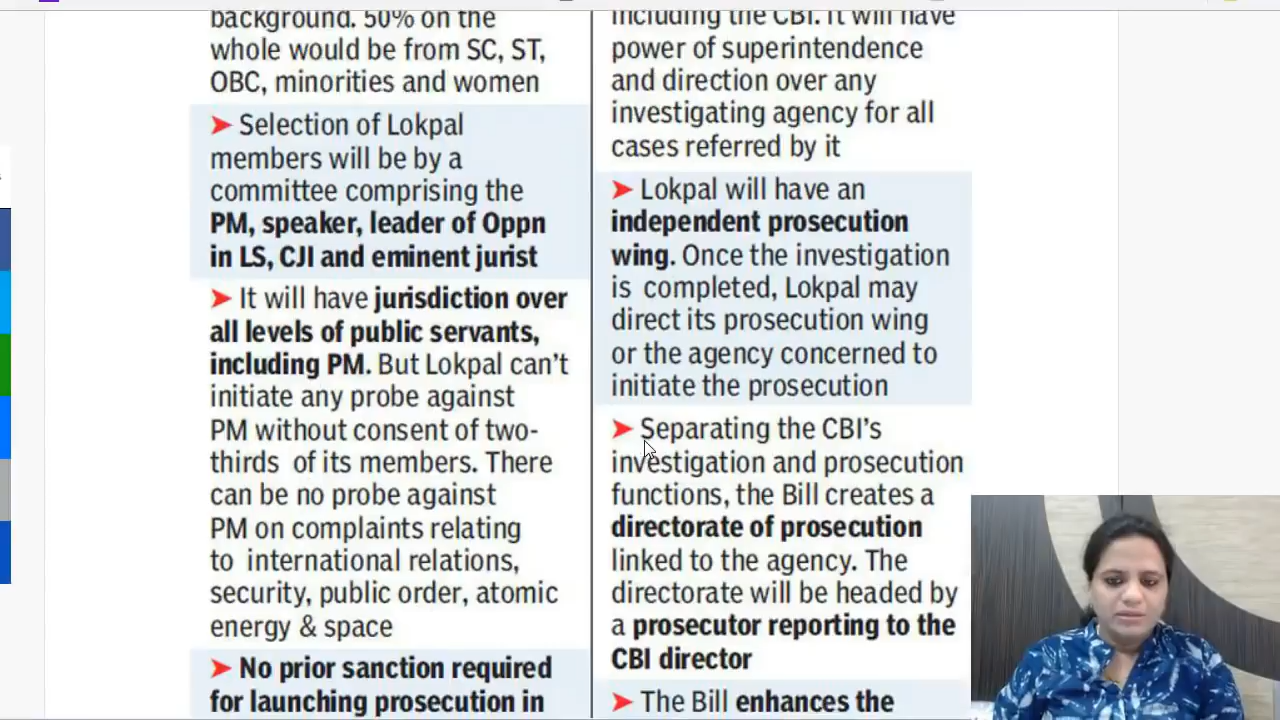 background. 50% on the
whole would be from SC, ST,
OBC, minorities and women
➤ Selection of Lokpal
members will be by a
committee comprising the
PM, speaker, leader of Oppn
in LS, CJI and eminent jurist
➤ It will have jurisdiction over
all levels of public servants,
including PM. But Lokpal can't
initiate any probe against
PM without consent of two-
thirds of its members. There
can be no probe against
PM on complaints relating
to international relations,
security, public order, atomic
energy & space
➤ No prior sanction required
for launching prosecution in
including the CBI. It will have
power of superintendence
and direction over any
investigating agency for all
cases referred by it
➤ Lokpal will have an
independent prosecution
wing. Once the investigation
is completed, Lokpal may
direct its prosecution wing
or the agency concerned to
initiate the prosecution
➤ Separating the CBI's
investigation and prosecution
functions, the Bill creates a
directorate of prosecution
linked to the agency. The
directorate will be headed by
a prosecutor reporting to the
CBI director
➤ The Bill enhances the